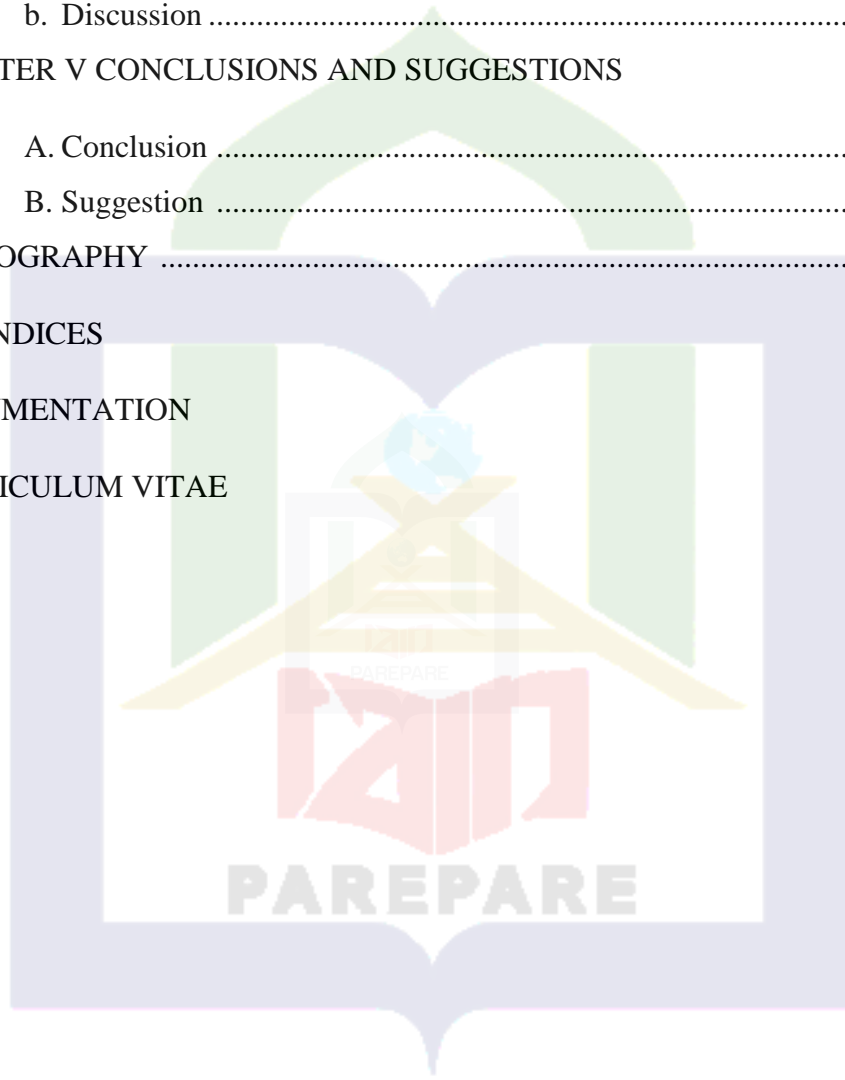 b. Discussion ........................................................................................
TER V CONCLUSIONS AND SUGGESTIONS
A. Conclusion ........................................................................................
B. Suggestion ........................................................................................
OGRAPHY ........................................................................................
NDICES
MENTATION
ICULUM VITAE
PAREPARE
PAREPARE